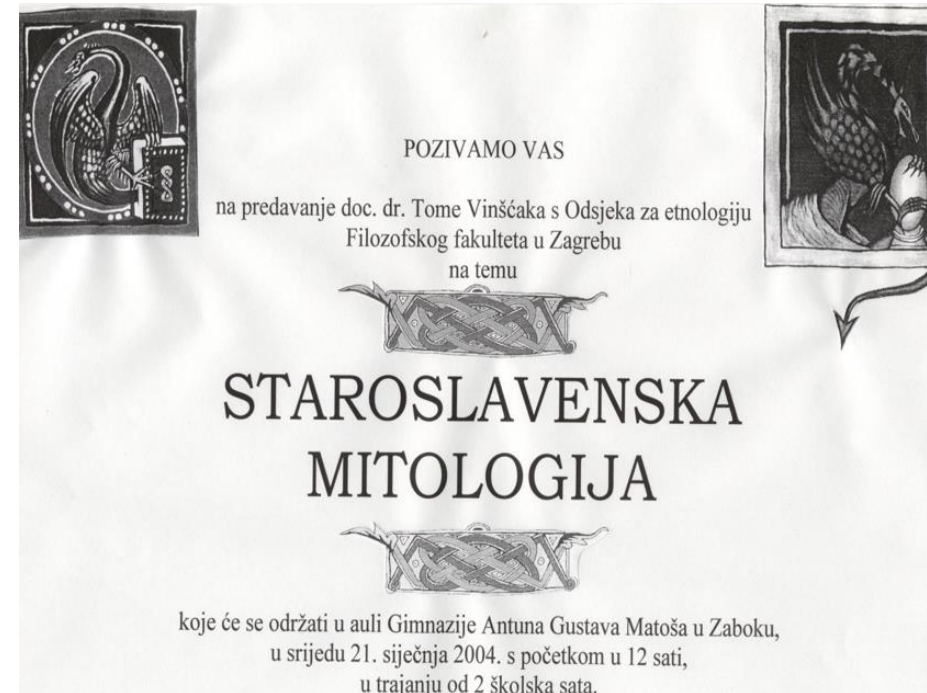 POZIVAMO VAS
na predavanje doc. dr. Tome Vinšćaka s Odsjeka za etnologiju
Filozofskog fakulteta u Zagrebu
na temu
STAROSLAVENSKA
MITOLOGIJA
koje će se održati u auli Gimnazije Antuna Gustava Matoša u Zaboku,
u srijedu 21. siječnja 2004. s početkom u 12 sati,
u trajanju od 2 školska sata.